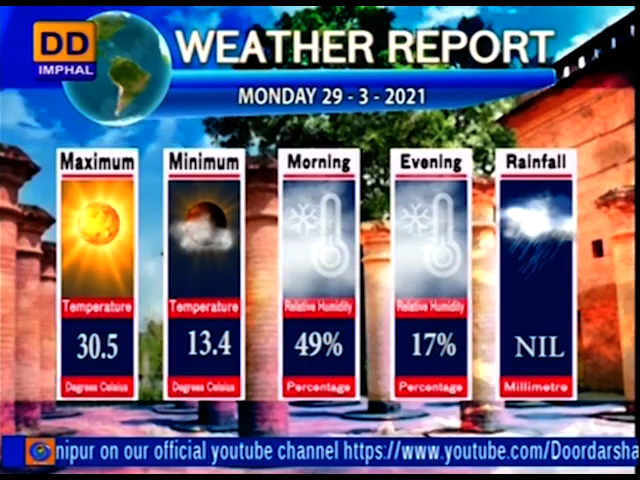 DD
IMPHAL
WEATHER REPORT
MONDAY 29 - 3 - 2021
Maximum
Temperature
30.5
Degrees Celsius
Minimum
Temperature
13.4
Degrees Celsius
Morning
Relative Humidity
49%
Percentage
Evening
Relative Humidity
17%
Percentage
Rainfall
NIL
Millimetre
nipur on our official youtube channel https://www.youtube.com/Doordarsha